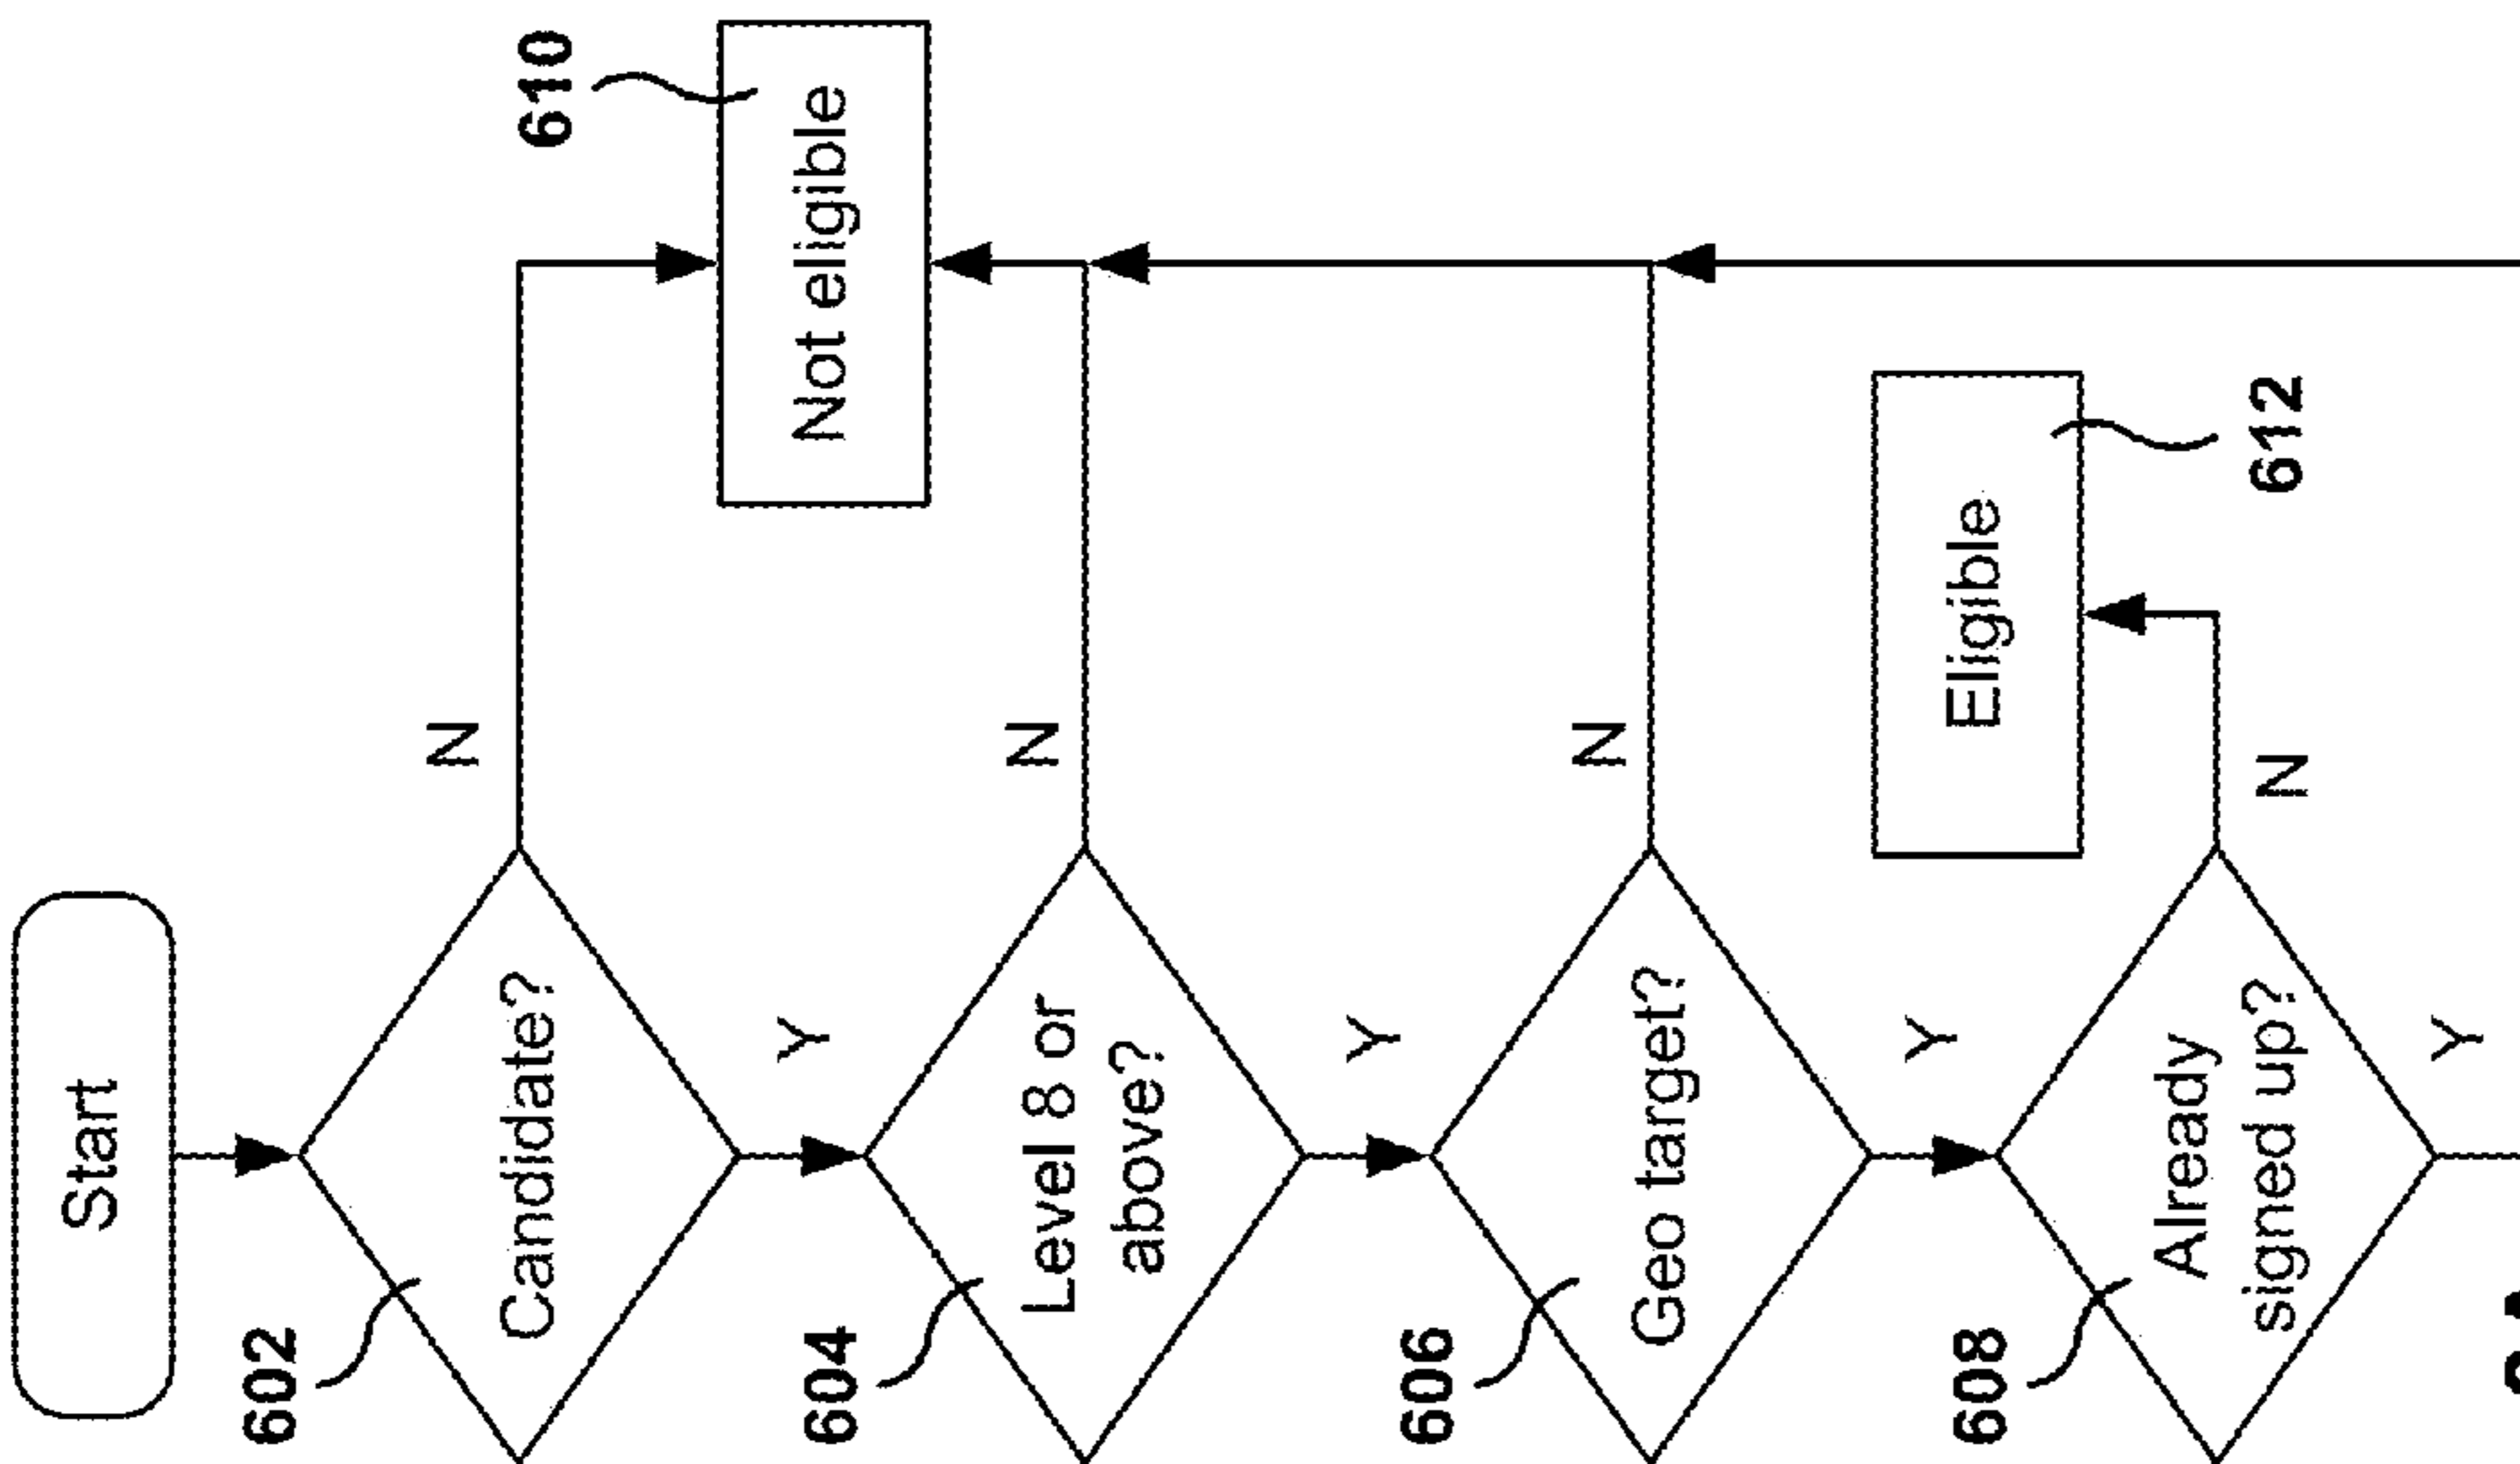 Start
602
Candidate?
N
610
Not eligible
Y
604
Level 8 or
above?
N
Y
606
Geo target?
N
Y
608
Already
signed up?
N
Eligible
612
Y